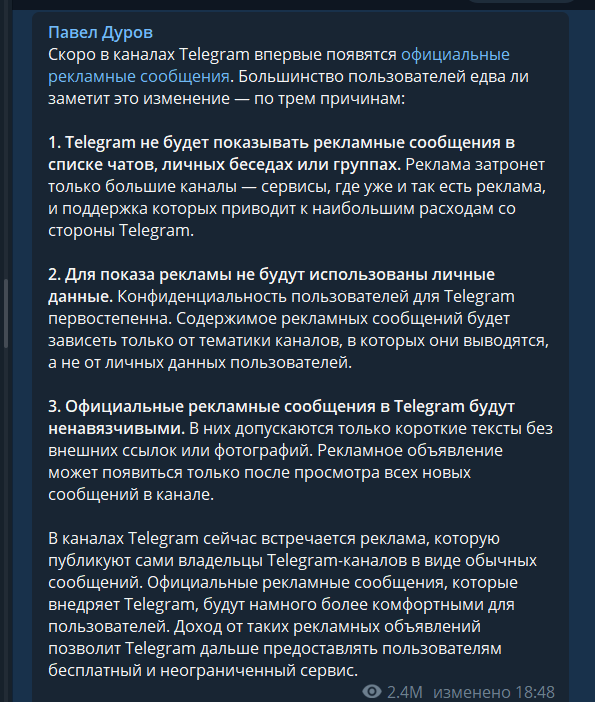 Павел Дуров
Скоро в каналах Telegram впервые появятся официальные
рекламные сообщения. Большинство пользователей едва ли
заметит это изменение — по трем причинам:
1. Telegram не будет показывать рекламные сообщения в
списке чатов, личных беседах или группах. Реклама затронет
только большие каналы — сервисы, где уже и так есть реклама,
и поддержка которых приводит к наибольшим расходам со
стороны Telegram.
2. Для показа рекламы не будут использованы личные
данные. Конфиденциальность пользователей для Telegram
первостепенна. Содержимое рекламных сообщений будет
зависеть только от тематики каналов, в которых они выводятся,
а не от личных данных пользователей.
3. Официальные рекламные сообщения в Telegram будут
ненавязчивыми. В них допускаются только короткие тексты без
внешних ссылок или фотографий. Рекламное объявление
может появиться только после просмотра всех новых
сообщений в канале.
В каналах Telegram сейчас встречается реклама, которую
публикуют сами владельцы Telegram-каналов в виде обычных
сообщений. Официальные рекламные сообщения, которые
внедряет Telegram, будут намного более комфортными для
пользователей. Доход от таких рекламных объявлений
позволит Telegram дальше предоставлять пользователям
бесплатный и неограниченный сервис.
2.4M изменено 18:48